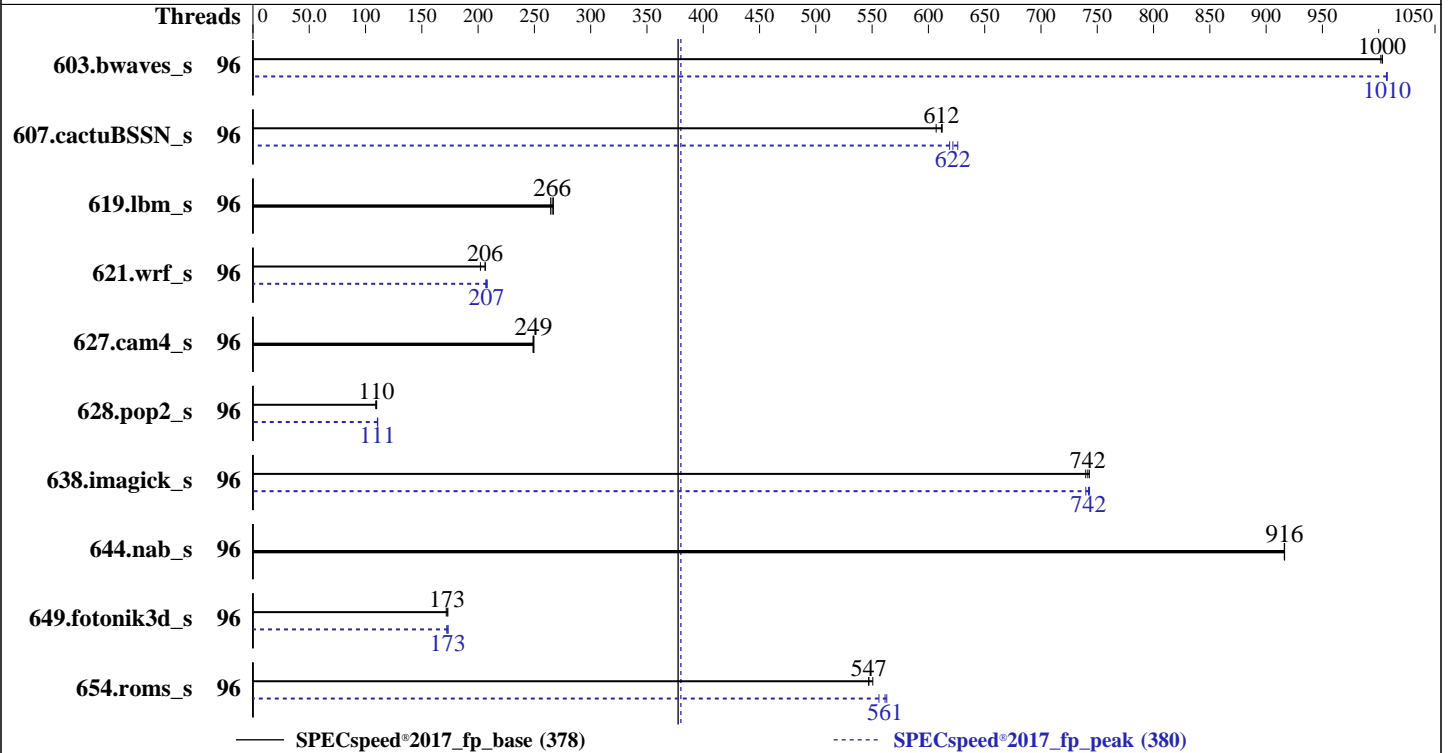 Threads 0 50.0 100 150 200 250 300 350 400 450 500 550 600 650 700 750 800 850 900 950 1050
1000
603.bwaves_s 96
1010
612
607.cactuBSSN_s 96
622
266
619.lbm_s 96
206
621.wrf_s 96
207
249
627.cam4_s 96
110
628.pop2_s 96
111
742
638.imagick_s 96
742
916
644.nab_s 96
173
649.fotonik3d_s 96
173
547
654.roms_s 96
561
SPECspeed®2017_fp_base (378) SPECspeed®2017_fp_peak (380)